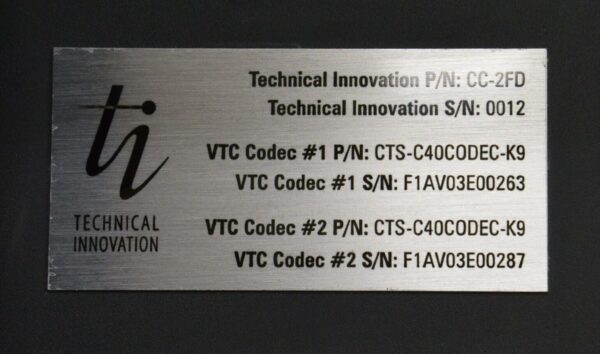 Technical Innovation P/N: CC-2FD
Technical Innovation S/N: 0012
VTC Codec #1 P/N: CTS-C40CODEC-K9
VTC Codec #1 S/N: F1AV03E00263
VTC Codec #2 P/N: CTS-C40CODEC-K9
VTC Codec #2 S/N: F1AV03E00287
ti
TECHNICAL
INNOVATION